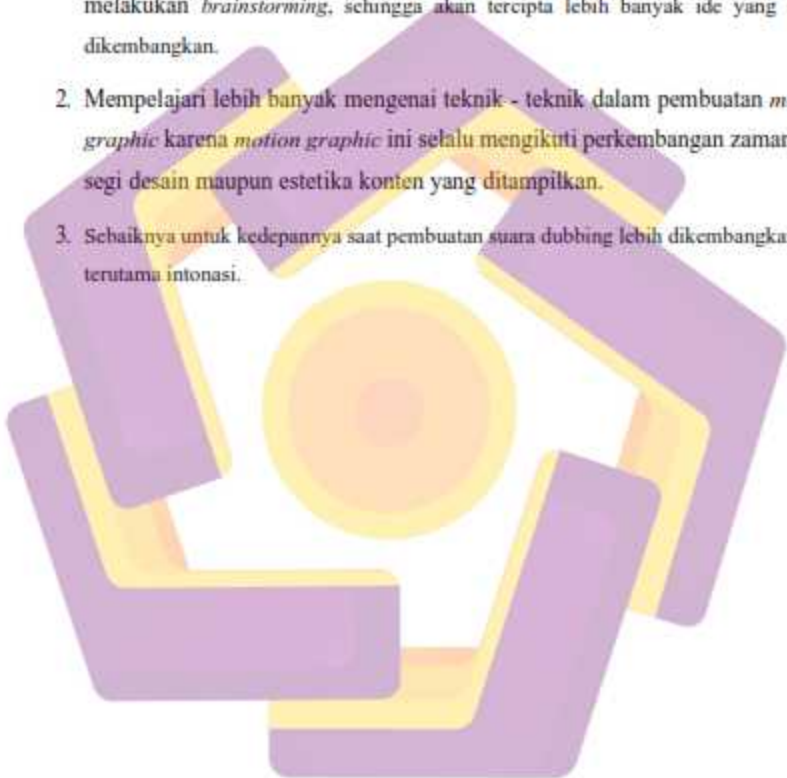 melakukan brainstorming, sehingga akan tercipta lebih banyak ide yang
dikembangkan.
2. Mempelajari lebih banyak mengenai teknik - teknik dalam pembuatan m
graphic karena motion graphic ini selalu mengikuti perkembangan zaman
segi desain maupun estetika konten yang ditampilkan.
3. Sebaiknya untuk kedepannya saat pembuatan suara dubbing lebih dikembangka
terutama intonasi.